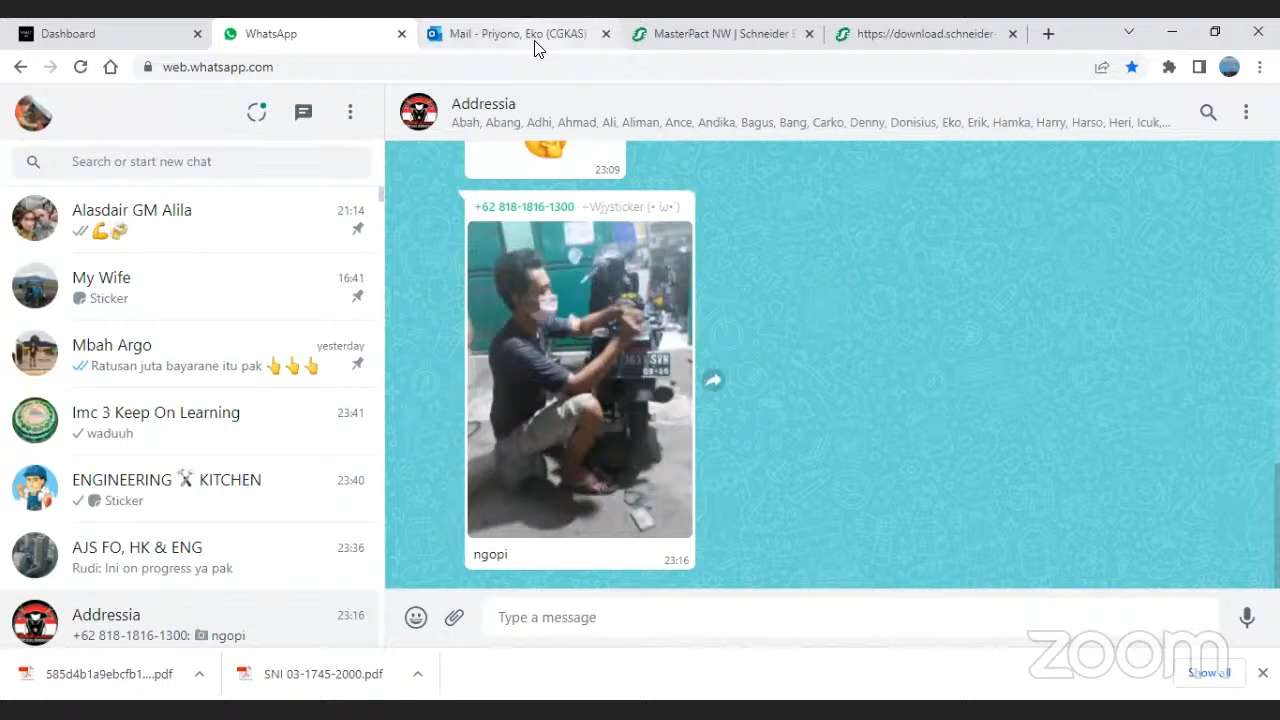 Dashboard
WhatsApp
Mail - Priyono, Eko (CGKAS)
MasterPact NW | Schneider E
https://download.schneider-
web.whatsapp.com
Search or start new chat
Alasdair GM Alila
21:14
💪🍻
My Wife
16:41
Sticker
Mbah Argo
yesterday
Ratusan juta bayarane itu pak 👆👆👆
Imc 3 Keep On Learning
23:41
waduuh
ENGINEERING 🛠 KITCHEN
23:40
Sticker
AJS FO, HK & ENG
23:36
Rudi: Ini on progress ya pak
Addressia
23:16
+62 818-1816-1300: ngopi
Addressia
Abah, Abang, Adhi, Ahmad, Ali, Aliman, Ance, Andika, Bagus, Bang, Carko, Denny, Donisius, Eko, Erik, Hamka, Harry, Harso, Heri, Icuk,...
23:09
+62 818-1816-1300 ~Wjysticker (• ω•`)
ngopi
23:16
Type a message
585d4b1a9ebcfb1....pdf
SNI 03-1745-2000.pdf
Show all
zoom